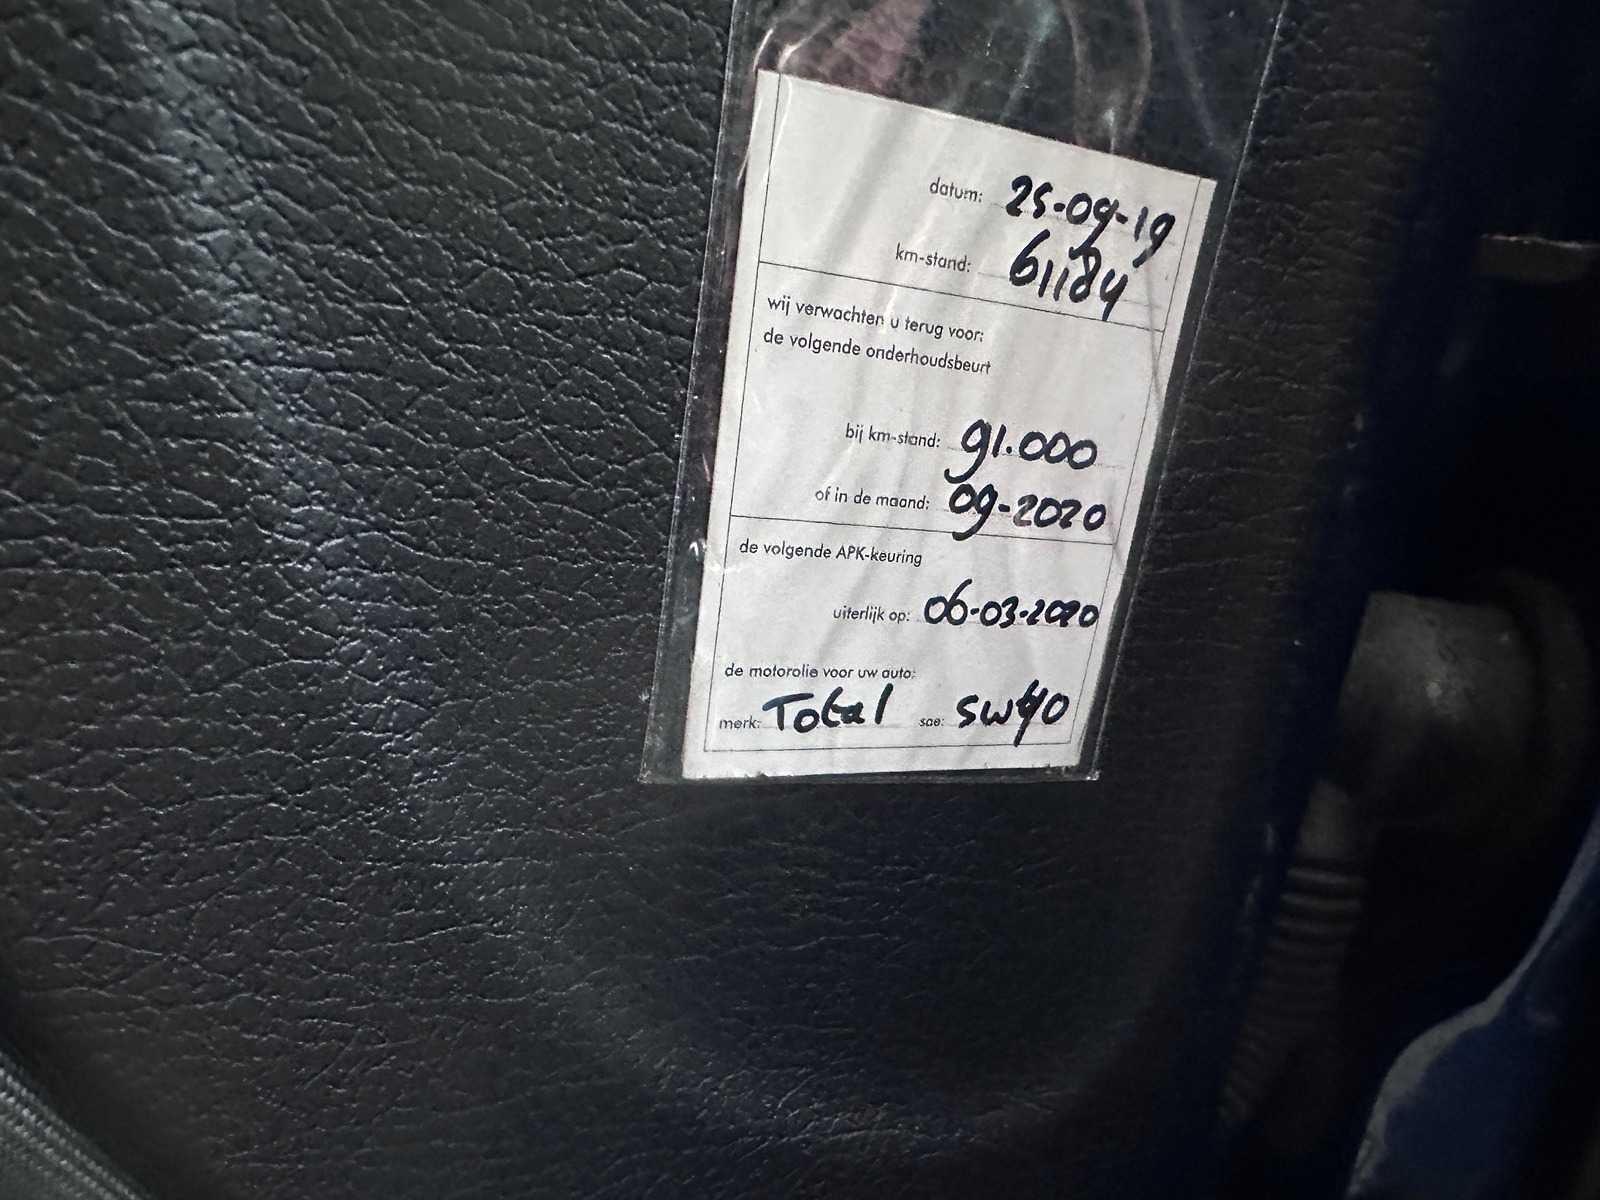 datum: 25-09-19
km-stand: 61184
wij verwachten u terug voor:
de volgende onderhoudsbeurt
bij km-stand: 91.000
of in de maand: 09-2020
de volgende APK-keuring
uiterlijk op: 06-03-2020
de motorolie voor uw auto:
merk: Total sae: 5W40